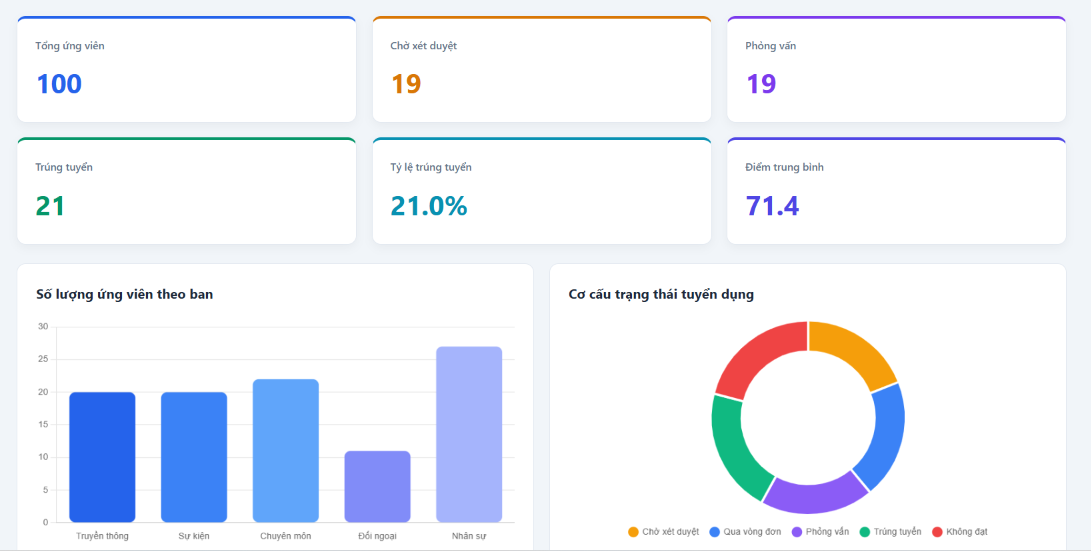 Tổng ứng viên
100
Chờ xét duyệt
19
Phỏng vấn
19
Trúng tuyển
21
Tỷ lệ trúng tuyển
21.0%
Điểm trung bình
71.4
Số lượng ứng viên theo ban
30
25
20
15
10
5
0
Truyền thông
Sự kiện
Chuyên môn
Đối ngoại
Nhân sự
Cơ cấu trạng thái tuyển dụng
Chờ xét duyệt
Qua vòng đơn
Phỏng vấn
Trúng tuyển
Không đạt